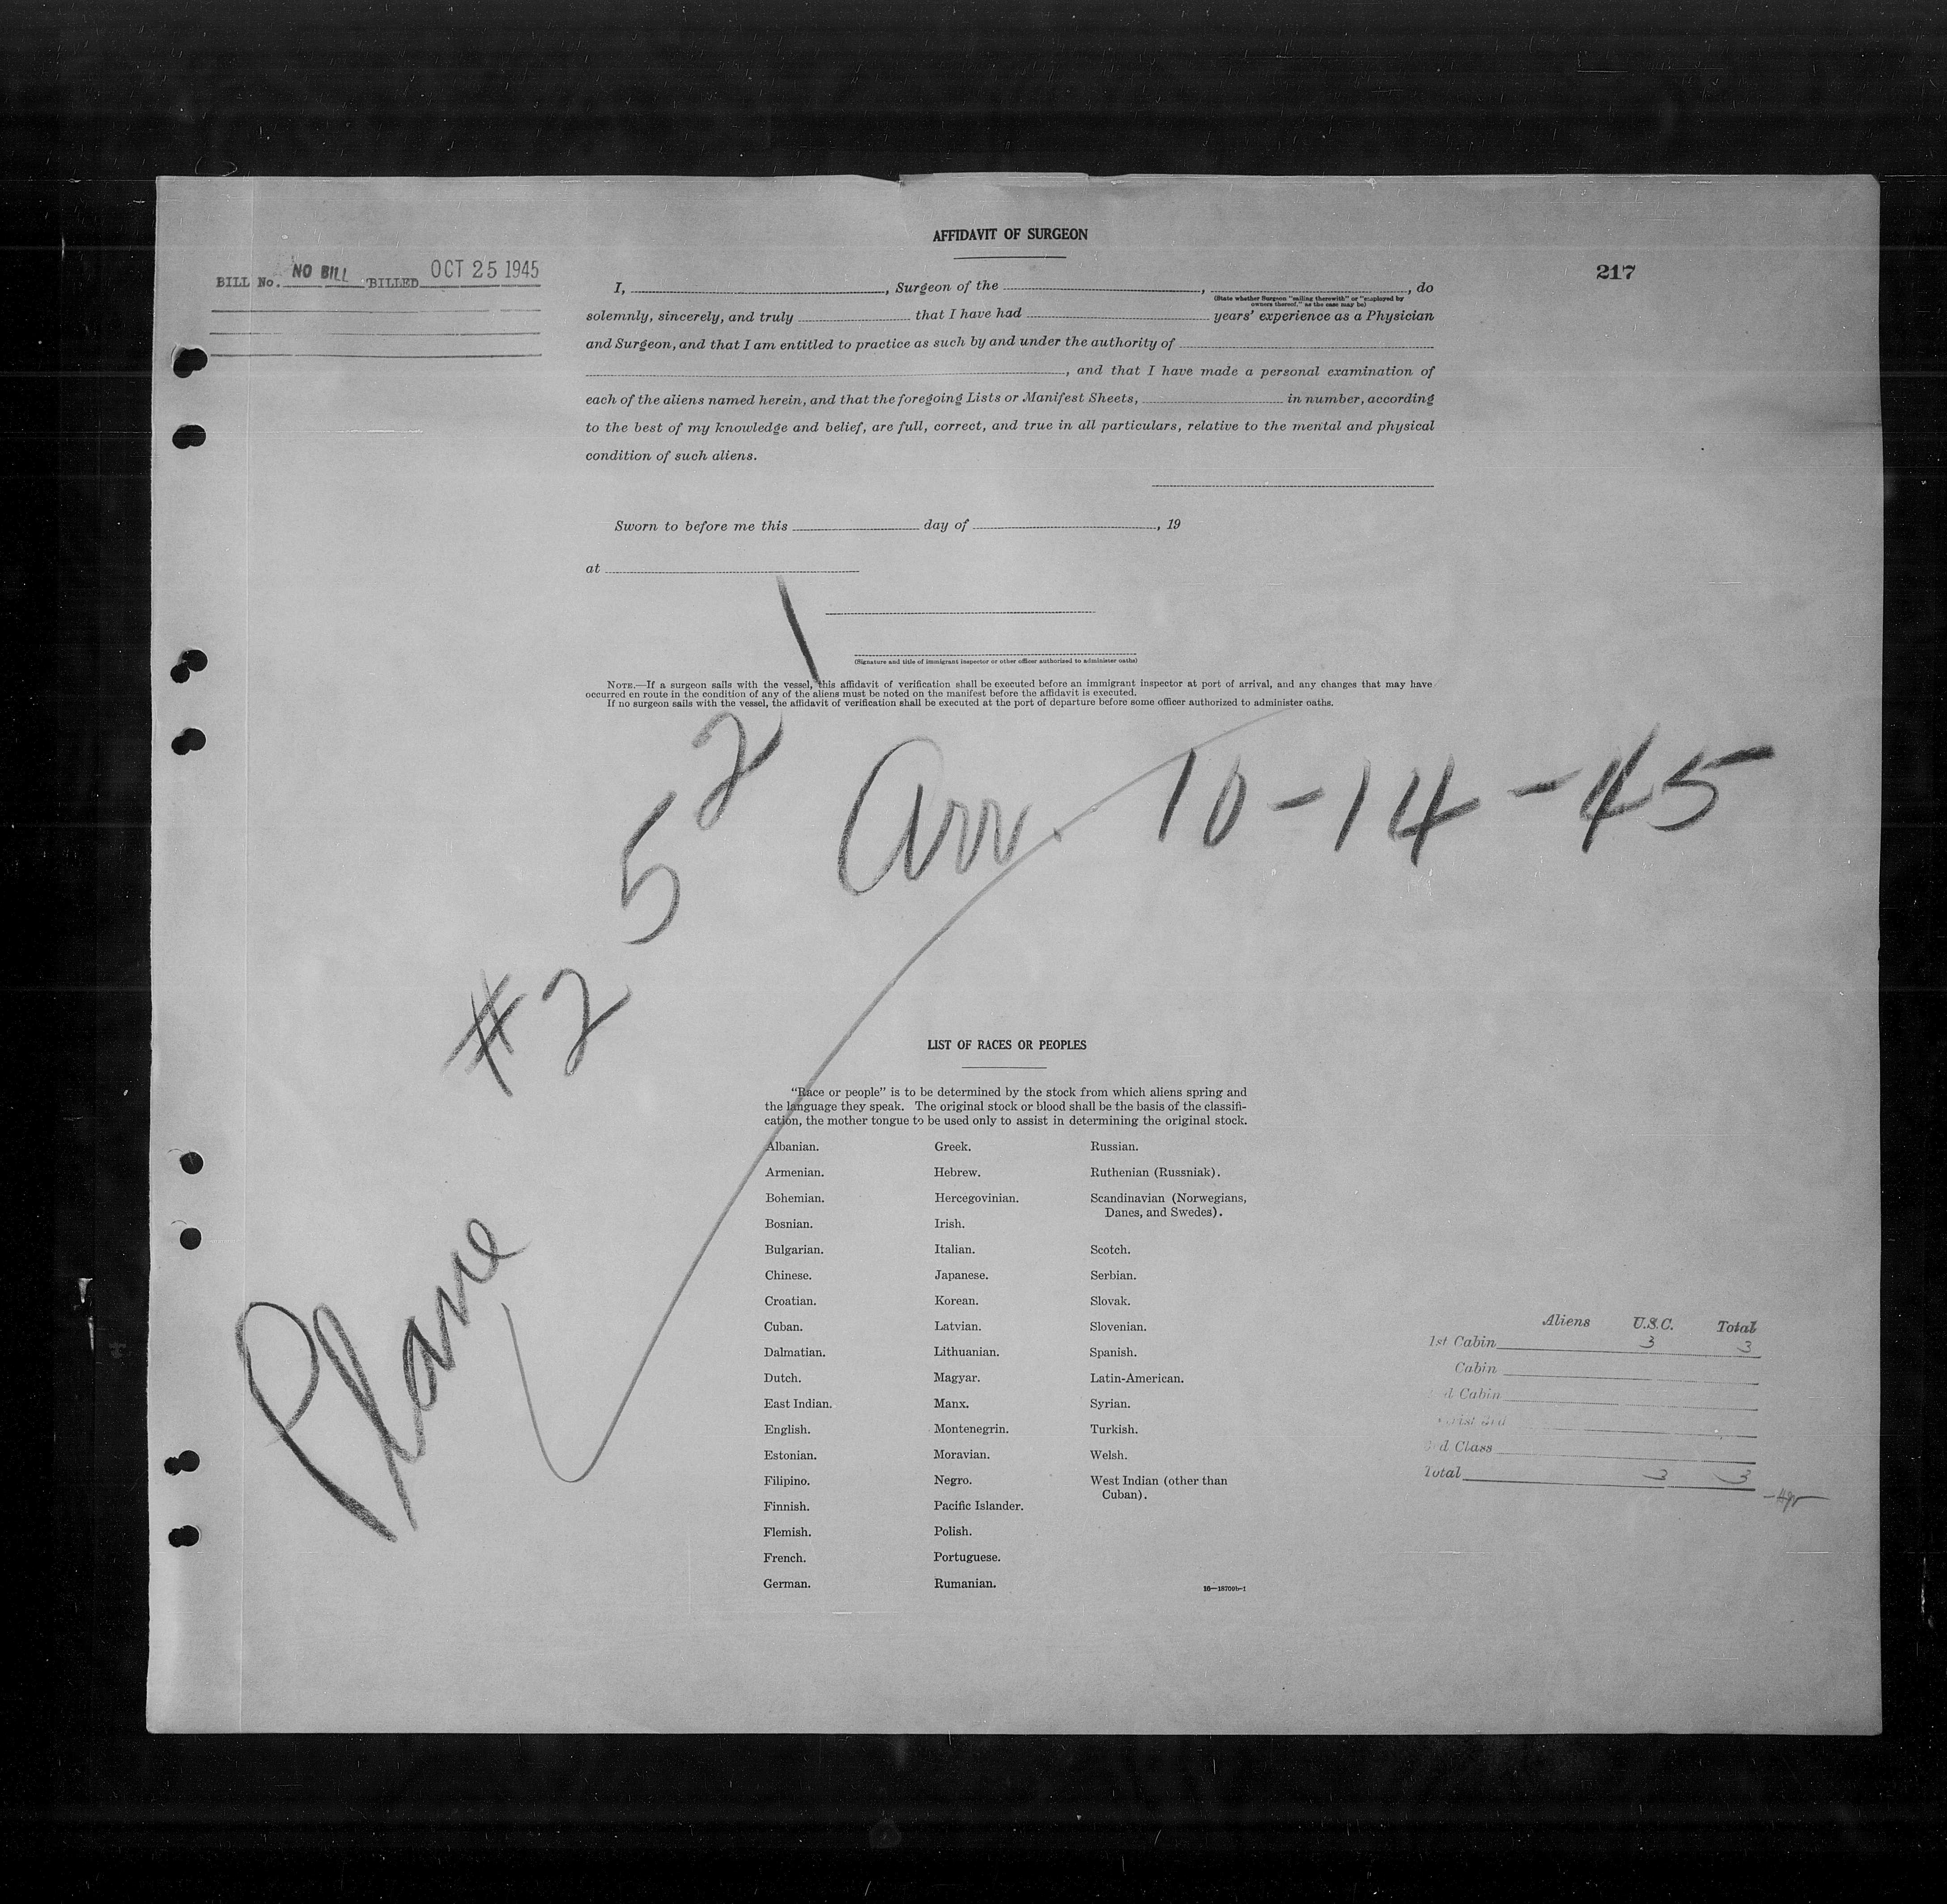 AFFIDAVIT OF SURGEON
BILL No. NO BILL BILLED OCT 25 1945
217
I, , Surgeon of the , , do
(State whether Surgeon "sailing therewith" or "employed by
owners thereof," as the case may be)
solemnly, sincerely, and truly that I have had years' experience as a Physician
and Surgeon, and that I am entitled to practice as such by and under the authority of
, and that I have made a personal examination of
each of the aliens named herein, and that the foregoing Lists or Manifest Sheets, in number, according
to the best of my knowledge and belief, are full, correct, and true in all particulars, relative to the mental and physical
condition of such aliens.
Sworn to before me this day of , 19
at
(Signature and title of immigrant inspector or other officer authorized to administer oaths)
NOTE.—If a surgeon sails with the vessel, this affidavit of verification shall be executed before an immigrant inspector at port of arrival, and any changes that may have
occurred en route in the condition of any of the aliens must be noted on the manifest before the affidavit is executed.
If no surgeon sails with the vessel, the affidavit of verification shall be executed at the port of departure before some officer authorized to administer oaths.
Plane #2521
Arr. 10-14-45
LIST OF RACES OR PEOPLES
"Race or people" is to be determined by the stock from which aliens spring and
the language they speak. The original stock or blood shall be the basis of the classifi-
cation, the mother tongue to be used only to assist in determining the original stock.
Albanian.
Armenian.
Bohemian.
Bosnian.
Bulgarian.
Chinese.
Croatian.
Cuban.
Dalmatian.
Dutch.
East Indian.
English.
Estonian.
Filipino.
Finnish.
Flemish.
French.
German.
Greek.
Hebrew.
Hercegovinian.
Irish.
Italian.
Japanese.
Korean.
Latvian.
Lithuanian.
Magyar.
Manx.
Montenegrin.
Moravian.
Negro.
Pacific Islander.
Polish.
Portuguese.
Rumanian.
Russian.
Ruthenian (Russniak).
Scandinavian (Norwegians,
Danes, and Swedes).
Scotch.
Serbian.
Slovak.
Slovenian.
Spanish.
Latin-American.
Syrian.
Turkish.
Welsh.
West Indian (other than
Cuban).
16—18709b-1
Aliens U.S.C. Total
1st Cabin 3 3
Cabin
d Cabin
d Class
Total 3 3